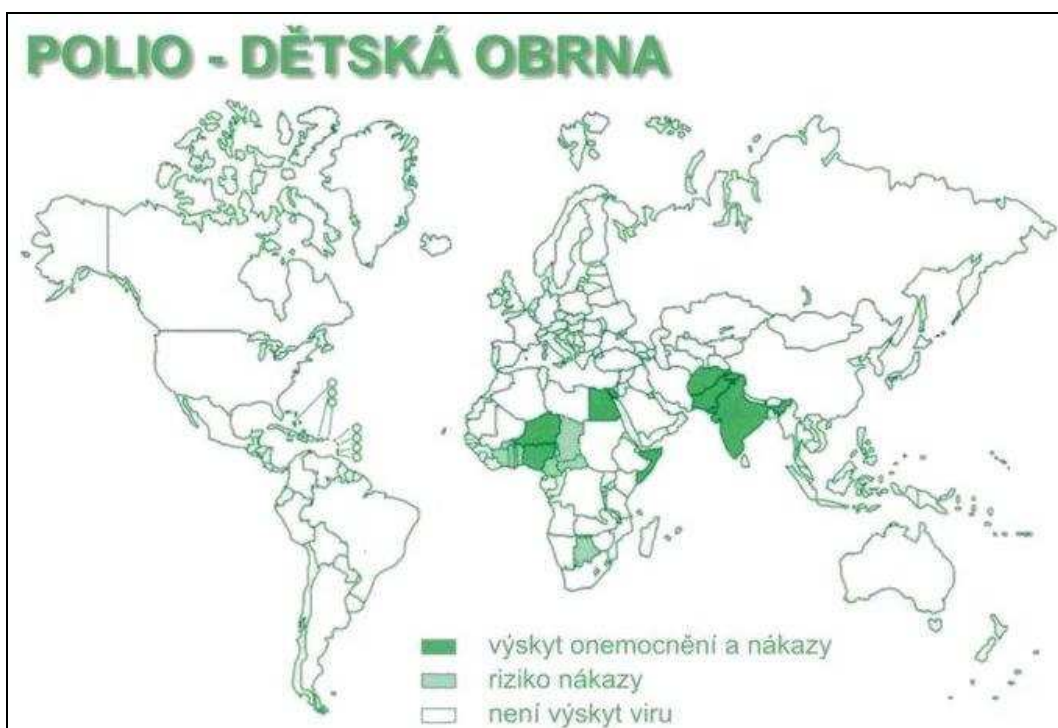 POLIO - DĚTSKÁ OBRNA
výskyt onemocnění a nákazy
riziko nákazy
není výskyt viru